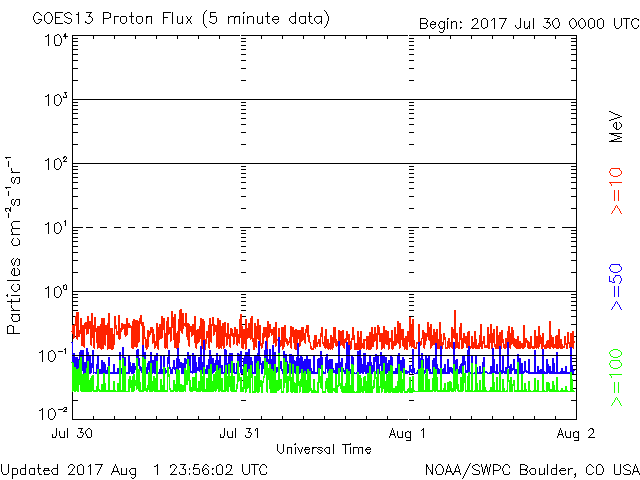 GOES13 Proton Flux (5 minute data)
Begin: 2017 Jul 30 0000 UTC
10⁴
10³
10²
10¹
10⁰
10⁻¹
10⁻²
Particles cm⁻²s⁻¹sr⁻¹
MeV
>=10
>=50
>=100
Jul 30
Jul 31
Aug 1
Aug 2
Universal Time
Updated 2017 Aug 1 23:56:02 UTC
NOAA/SWPC Boulder, CO USA